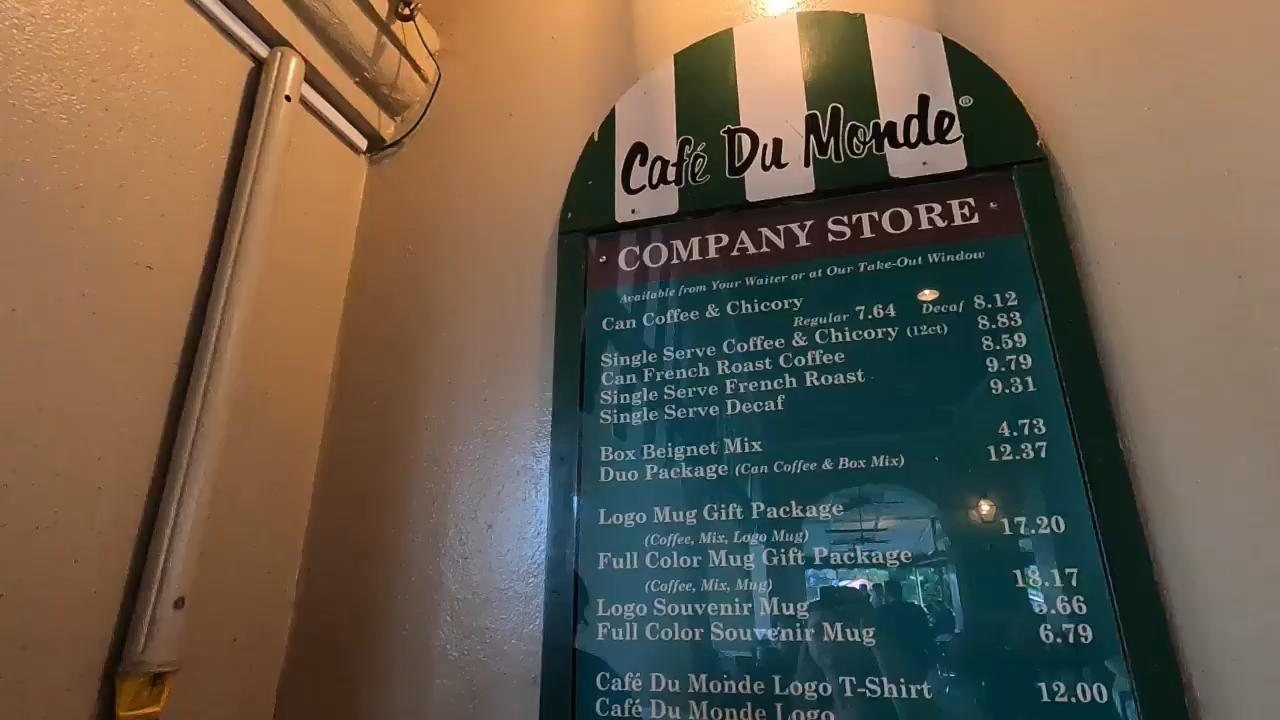 Café Du Monde®
COMPANY STORE
Available from Your Waiter or at Our Take-Out Window
Can Coffee & Chicory
Regular 7.64 Decaf 8.12
Single Serve Coffee & Chicory (12ct) 8.83
Can French Roast Coffee 8.59
Single Serve French Roast 9.79
Single Serve Decaf 9.31
Box Beignet Mix 4.73
Duo Package (Can Coffee & Box Mix) 12.37
Logo Mug Gift Package 17.20
(Coffee, Mix, Logo Mug)
Full Color Mug Gift Package 18.17
(Coffee, Mix, Mug)
Logo Souvenir Mug
Full Color Souvenir Mug 6.79
Café Du Monde Logo T-Shirt 12.00
Café Du Monde Logo